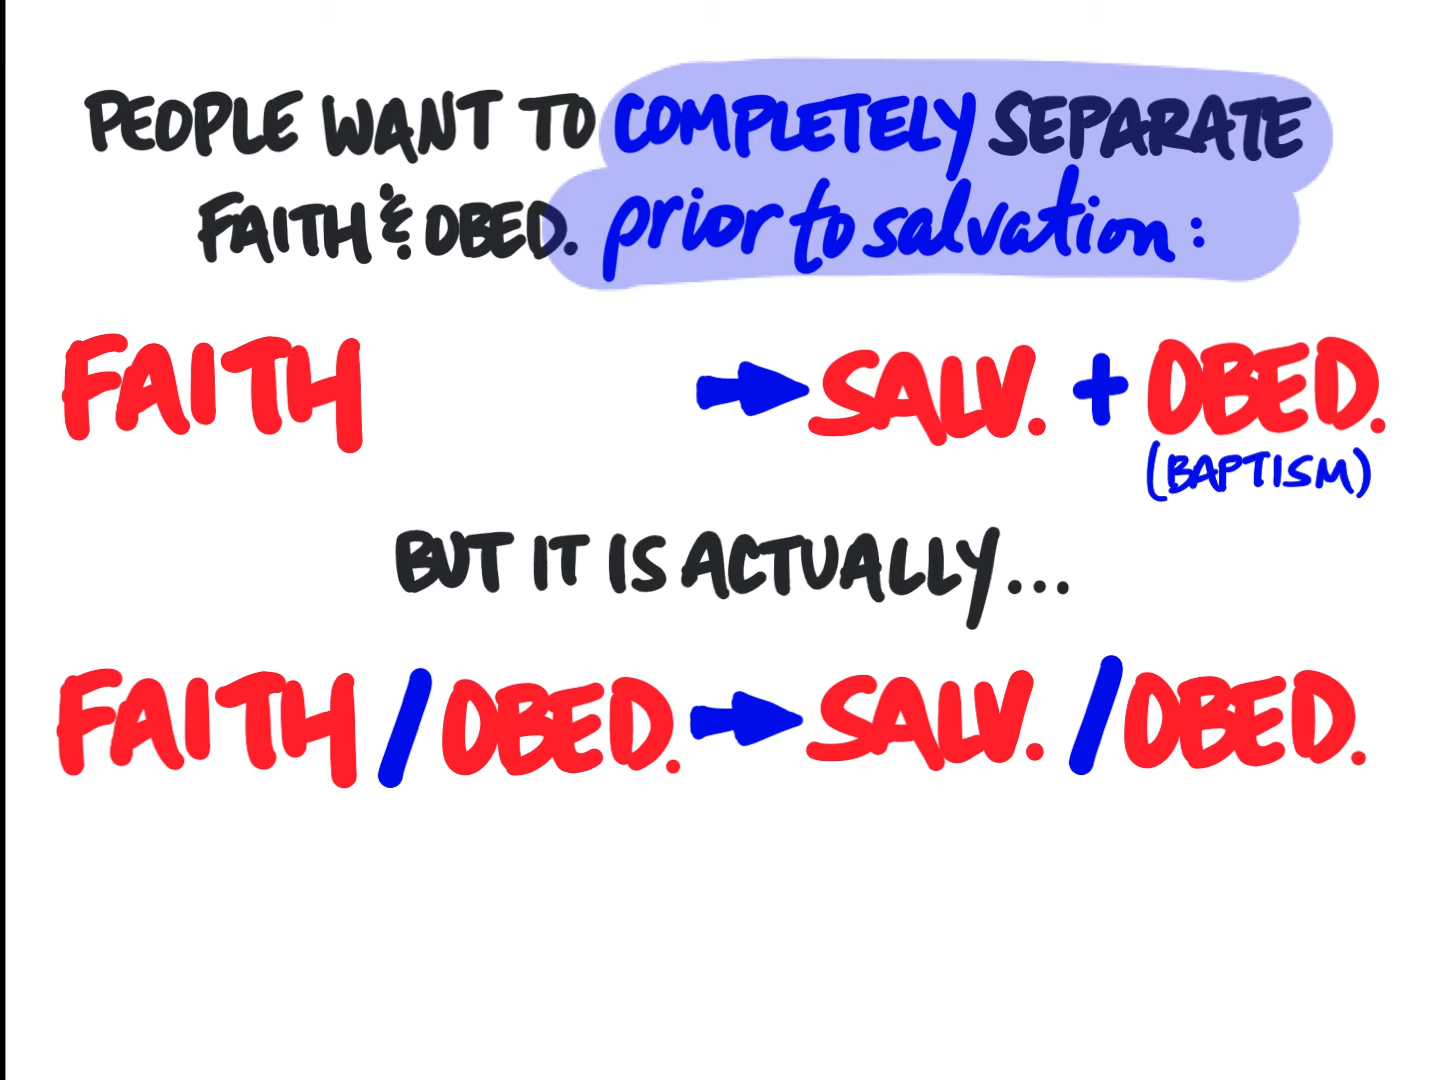 PEOPLE WANT TO COMPLETELY SEPARATE
FAITH & OBED. prior to salvation:
FAITH → SALV. + OBED.
(BAPTISM)
BUT IT IS ACTUALLY...
FAITH / OBED. → SALV. / OBED.